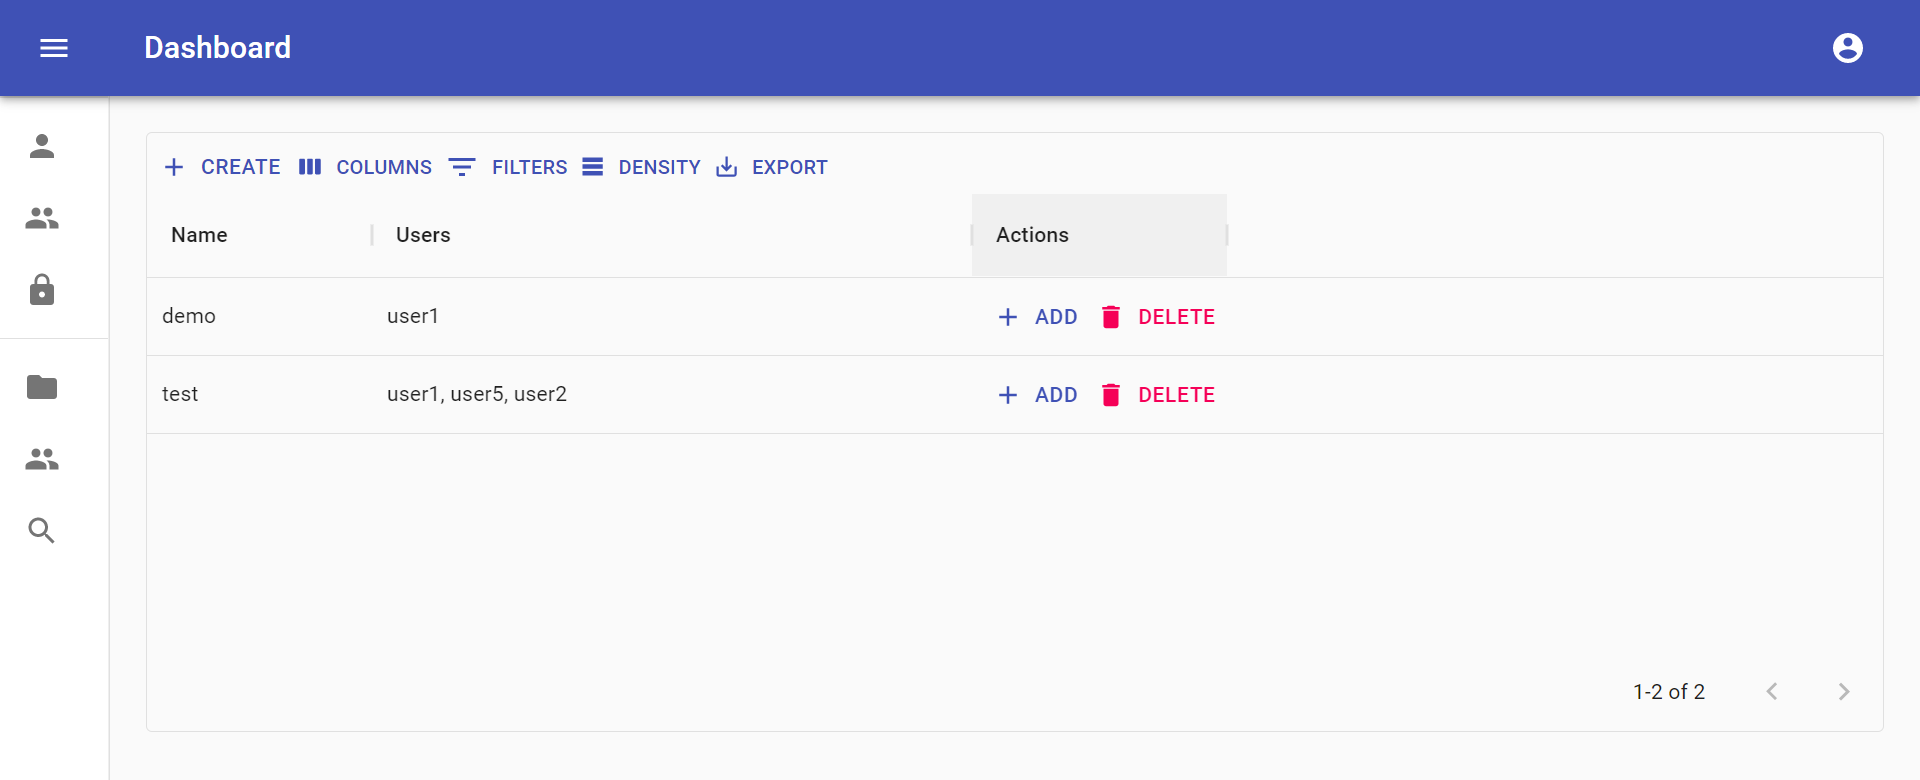 Dashboard
CREATE COLUMNS FILTERS DENSITY EXPORT
Name Users Actions
demo user1 ADD DELETE
test user1, user5, user2 ADD DELETE
1-2 of 2